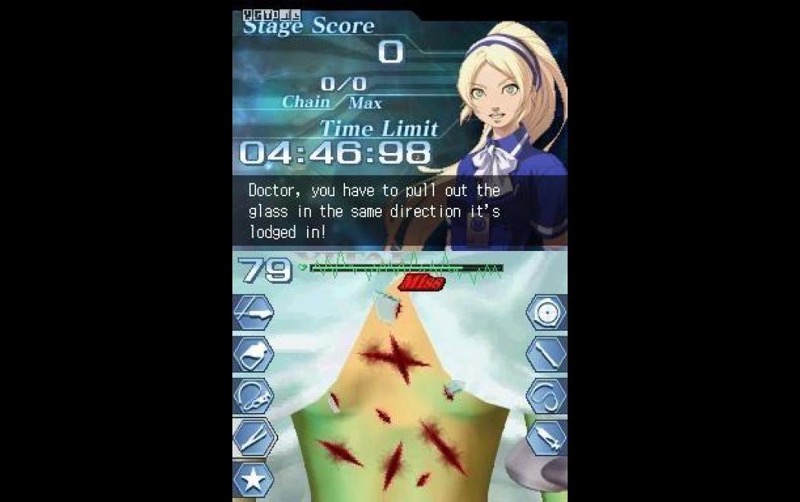 Stage Score
0
0/0
Chain Max
Time Limit
04:46:98
Doctor, you have to pull out the
glass in the same direction it's
lodged in!
79
Miss